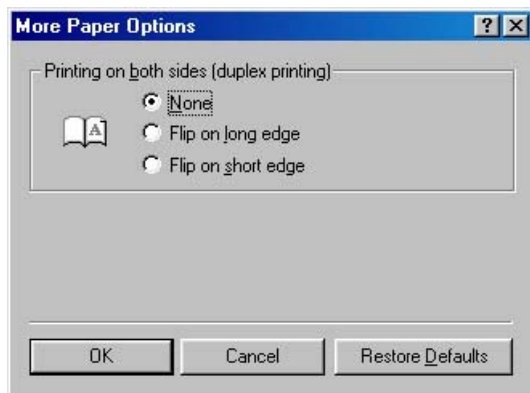 More Paper Options
? X
Printing on both sides (duplex printing)
A
None
Flip on long edge
Flip on short edge
OK Cancel Restore Defaults